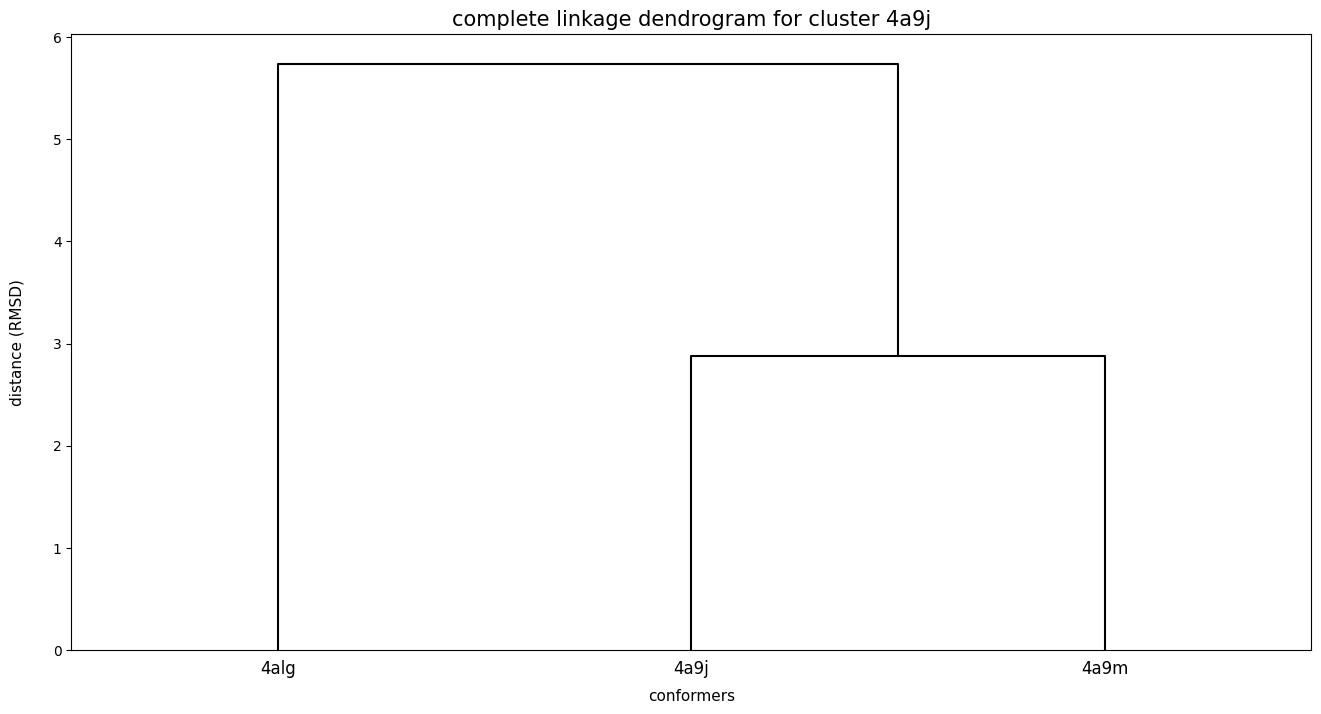 complete linkage dendrogram for cluster 4a9j
6
5
4
3
2
1
0
distance (RMSD)
4alg 4a9j 4a9m
conformers